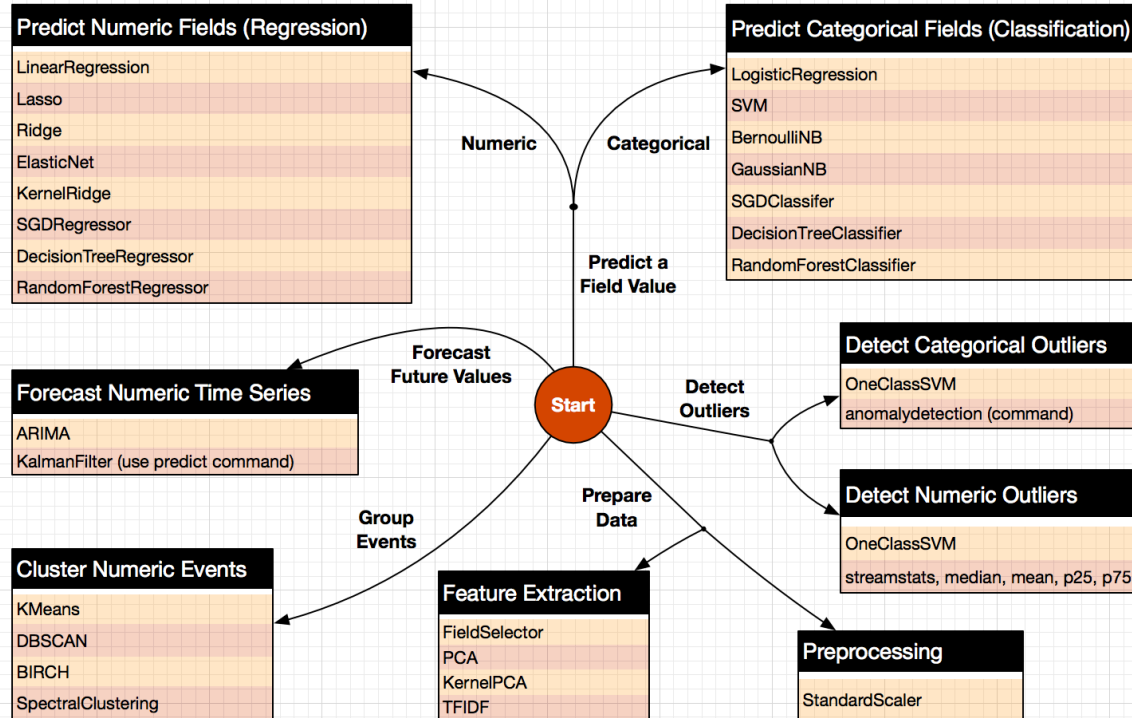 Predict Numeric Fields (Regression)
LinearRegression
Lasso
Ridge
ElasticNet
KernelRidge
SGDRegressor
DecisionTreeRegressor
RandomForestRegressor
Predict Categorical Fields (Classification)
LogisticRegression
SVM
BernoulliNB
GaussianNB
SGDClassifer
DecisionTreeClassifier
RandomForestClassifier
Numeric
Categorical
Predict a
Field Value
Forecast
Future Values
Forecast Numeric Time Series
ARIMA
KalmanFilter (use predict command)
Start
Detect
Outliers
Detect Categorical Outliers
OneClassSVM
anomalydetection (command)
Detect Numeric Outliers
OneClassSVM
streamstats, median, mean, p25, p75
Prepare
Data
Group
Events
Cluster Numeric Events
KMeans
DBSCAN
BIRCH
SpectralClustering
Feature Extraction
FieldSelector
PCA
KernelPCA
TFIDF
Preprocessing
StandardScaler